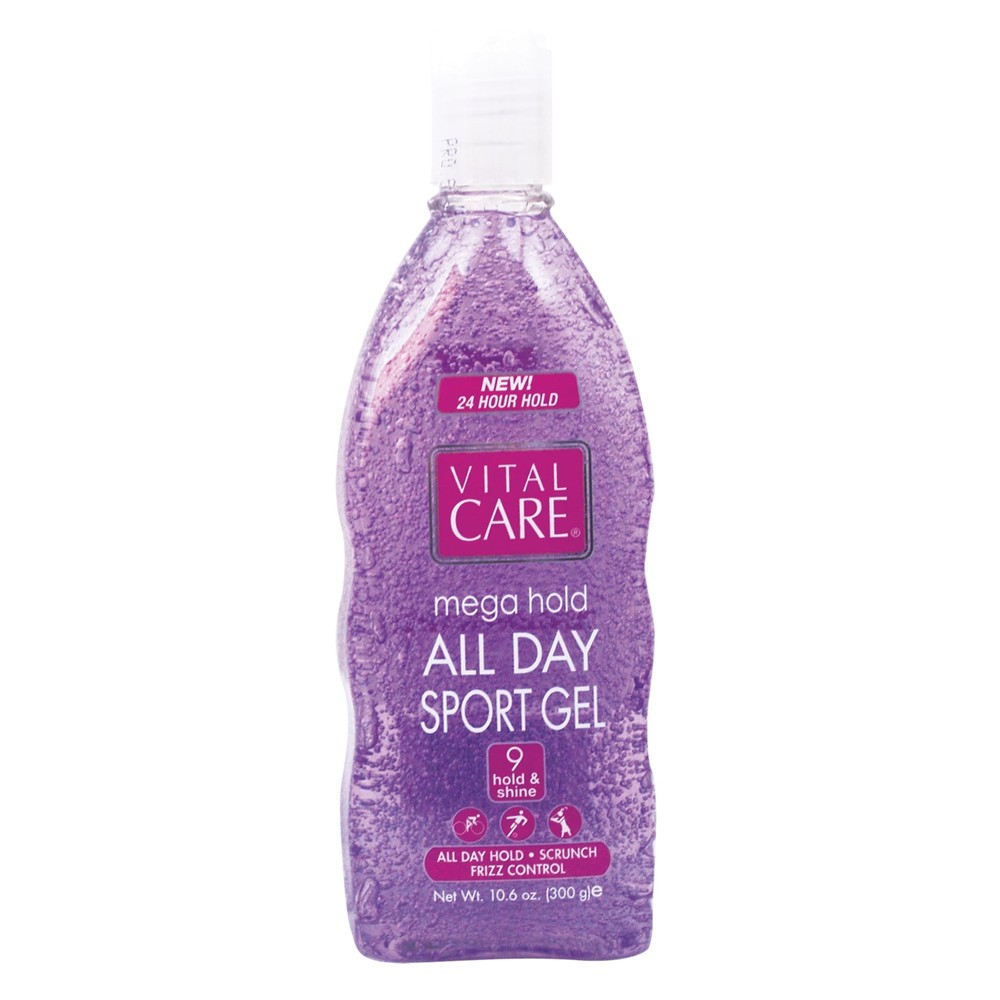 NEW!
24 HOUR HOLD
VITAL
CARE®
mega hold
ALL DAY
SPORT GEL
9
hold &
shine
ALL DAY HOLD • SCRUNCH
FRIZZ CONTROL
Net Wt. 10.6 oz. (300 g)e